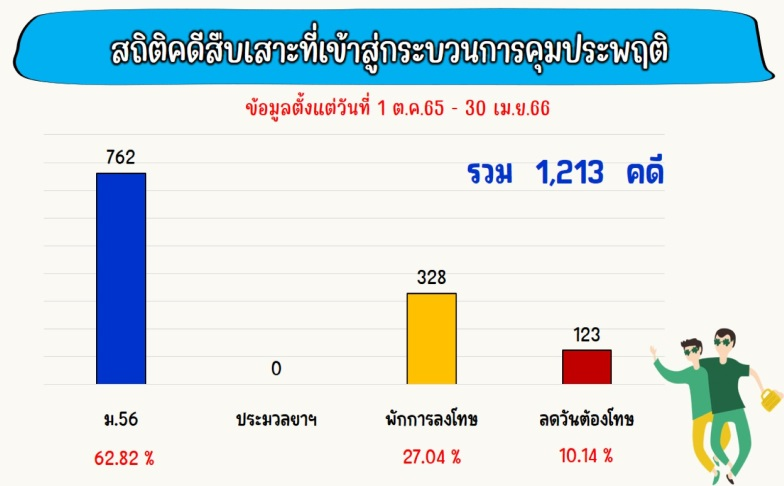 สถิติคดีสืบเสาะที่เข้าสู่กระบวนการคุมประพฤติ
ข้อมูลตั้งแต่วันที่ 1 ต.ค.65 - 30 เม.ย.66
รวม 1,213 คดี
762
0
328
123
ม.56
ประมวลยาฯ
พักการลงโทษ
ลดวันต้องโทษ
62.82 %
27.04 %
10.14 %